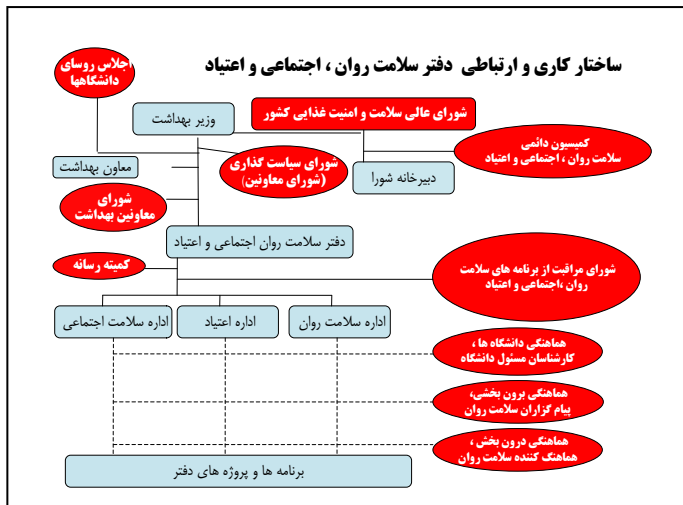 ساختار کاری و ارتباطی دفتر سلامت روان ، اجتماعی و اعتیاد
اجلاس روسای
دانشگاهها
شورای عالی سلامت و امنیت غذایی کشور
وزیر بهداشت
کمیسیون دائمی
سلامت روان ، اجتماعی و اعتیاد
شورای سیاست گذاری
(شورای معاونین)
معاون بهداشت
دبیرخانه شورا
شورای
معاونین بهداشت
دفتر سلامت روان اجتماعی و اعتیاد
کمیته رسانه
شورای مراقبت از برنامه های سلامت
روان ،اجتماعی و اعتیاد
اداره سلامت روان
اداره اعتیاد
اداره سلامت اجتماعی
هماهنگی دانشگاه ها ،
کارشناسان مسئول دانشگاه
هماهنگی برون بخشی،
پیام گزاران سلامت روان
هماهنگی درون بخش ،
هماهنگ کننده سلامت روان
برنامه ها و پروژه های دفتر